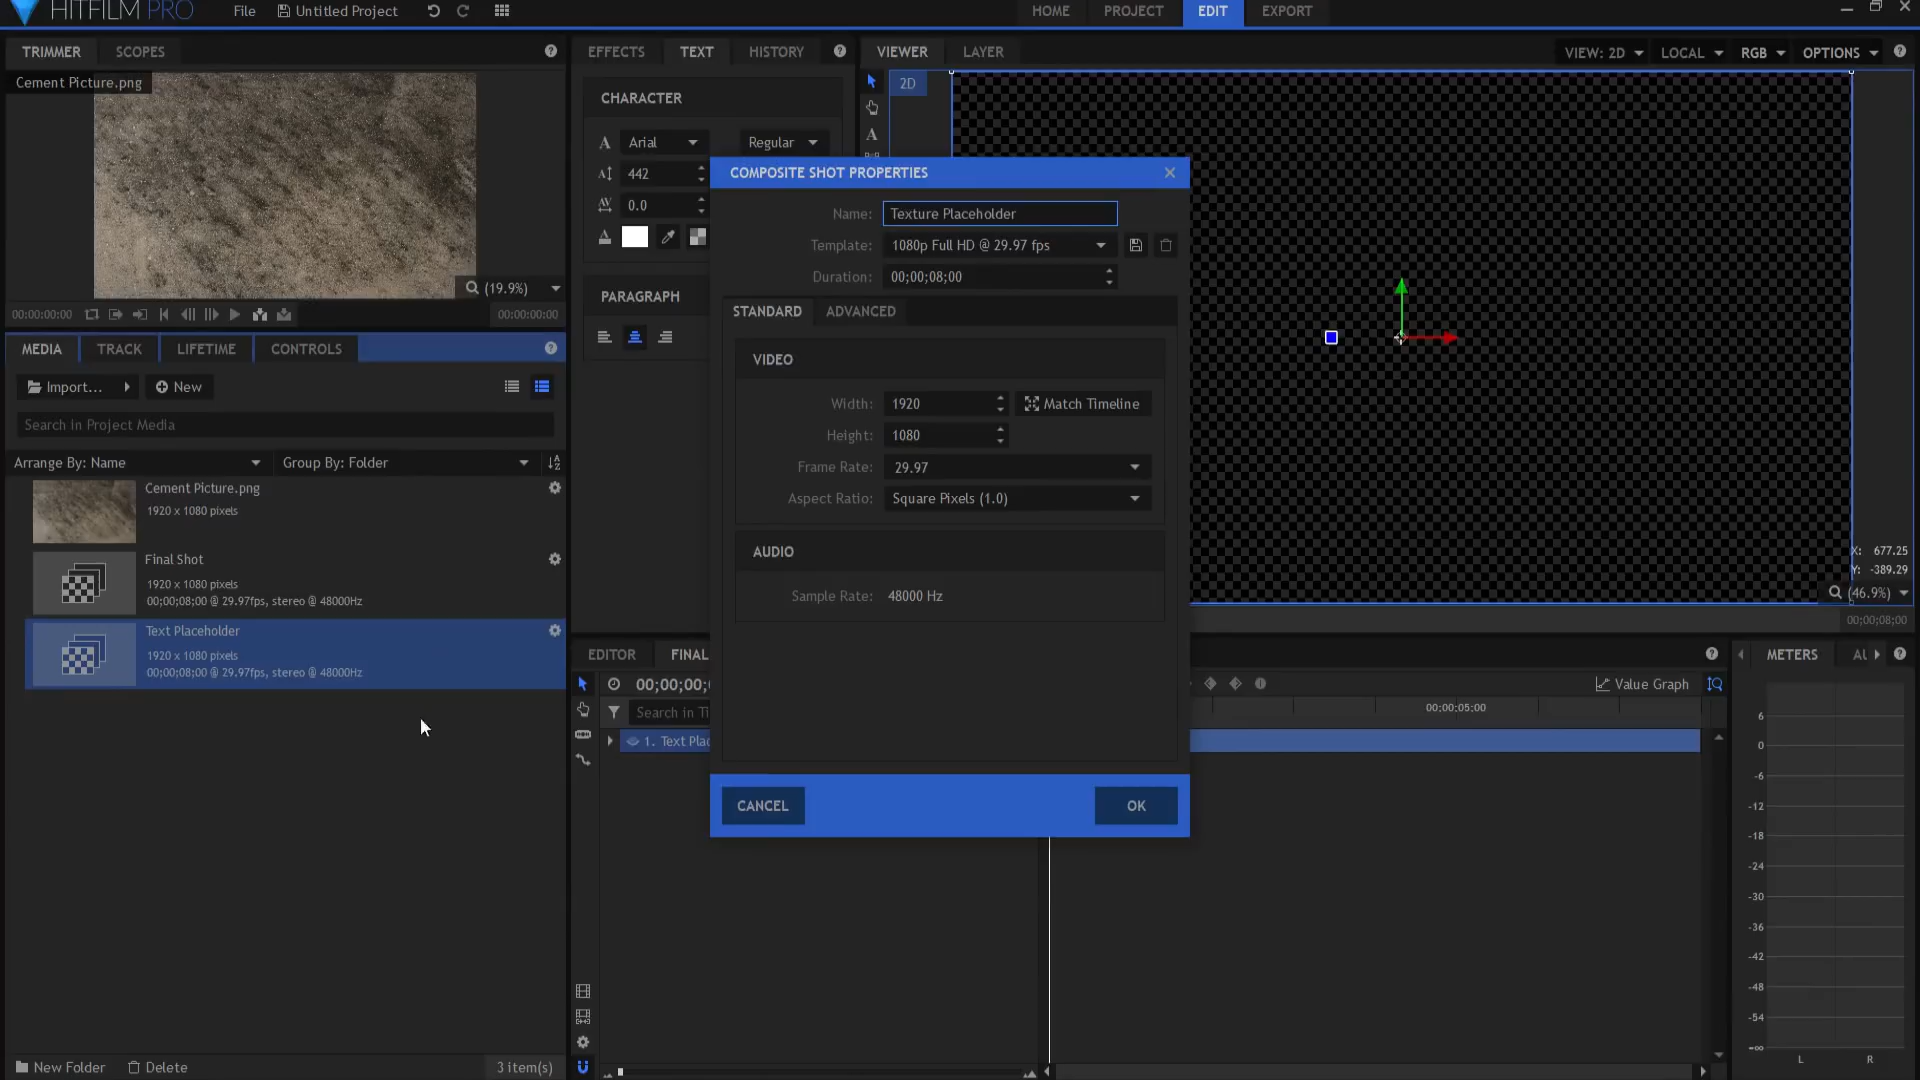 HITFILM PRO
File
Untitled Project
HOME
PROJECT
EDIT
EXPORT
TRIMMER
SCOPES
Cement Picture.png
(19.9%)
00:00:00:00
00:00:00:00
EFFECTS
TEXT
HISTORY
CHARACTER
Arial
Regular
442
0.0
PARAGRAPH
VIEWER
LAYER
VIEW: 2D
LOCAL
RGB
OPTIONS
2D
X: 677.25
Y: -389.29
(46.9%)
00;00;08;00
COMPOSITE SHOT PROPERTIES
Name: Texture Placeholder
Template: 1080p Full HD @ 29.97 fps
Duration: 00;00;08;00
STANDARD
ADVANCED
VIDEO
Width: 1920
Match Timeline
Height: 1080
Frame Rate: 29.97
Aspect Ratio: Square Pixels (1.0)
AUDIO
Sample Rate: 48000 Hz
CANCEL
OK
MEDIA
TRACK
LIFETIME
CONTROLS
Import...
New
Search in Project Media
Arrange By: Name
Group By: Folder
Cement Picture.png
1920 x 1080 pixels
Final Shot
1920 x 1080 pixels
00;00;08;00 @ 29.97fps, stereo @ 48000Hz
Text Placeholder
1920 x 1080 pixels
00;00;08;00 @ 29.97fps, stereo @ 48000Hz
New Folder
Delete
3 item(s)
EDITOR
FINAL
00;00;00;
Search in Ti
1. Text Plac
Value Graph
00:00:05:00
METERS
AU
6
0
-6
-12
-18
-24
-30
-36
-42
-48
-54
-∞
L
R